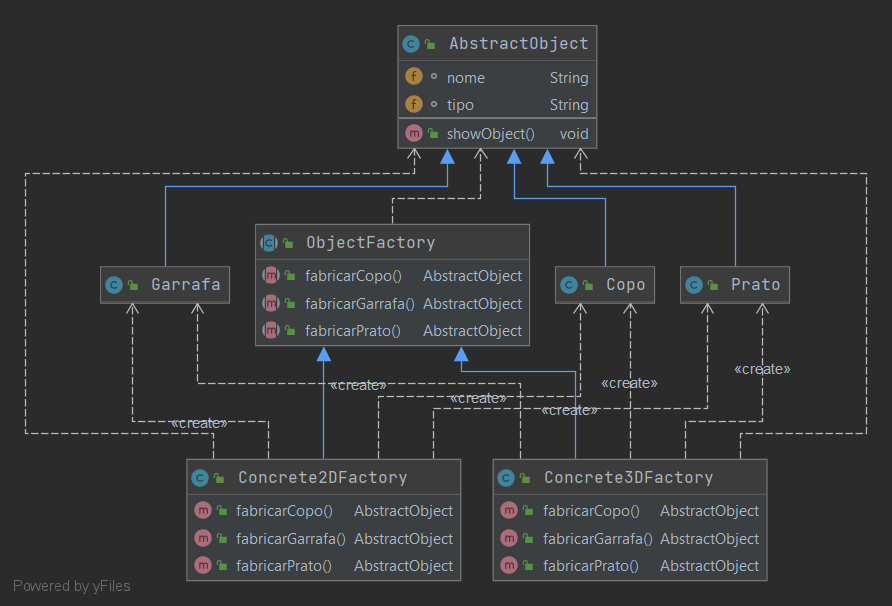 AbstractObject
nome String
tipo String
showObject() void
ObjectFactory
fabricarCopo() AbstractObject
fabricarGarrafa() AbstractObject
fabricarPrato() AbstractObject
Garrafa
Copo
Prato
«create»
«create»
«create»
«create»
«create»
«create»
Concrete2DFactory
fabricarCopo() AbstractObject
fabricarGarrafa() AbstractObject
fabricarPrato() AbstractObject
Concrete3DFactory
fabricarCopo() AbstractObject
fabricarGarrafa() AbstractObject
fabricarPrato() AbstractObject
Powered by yFiles